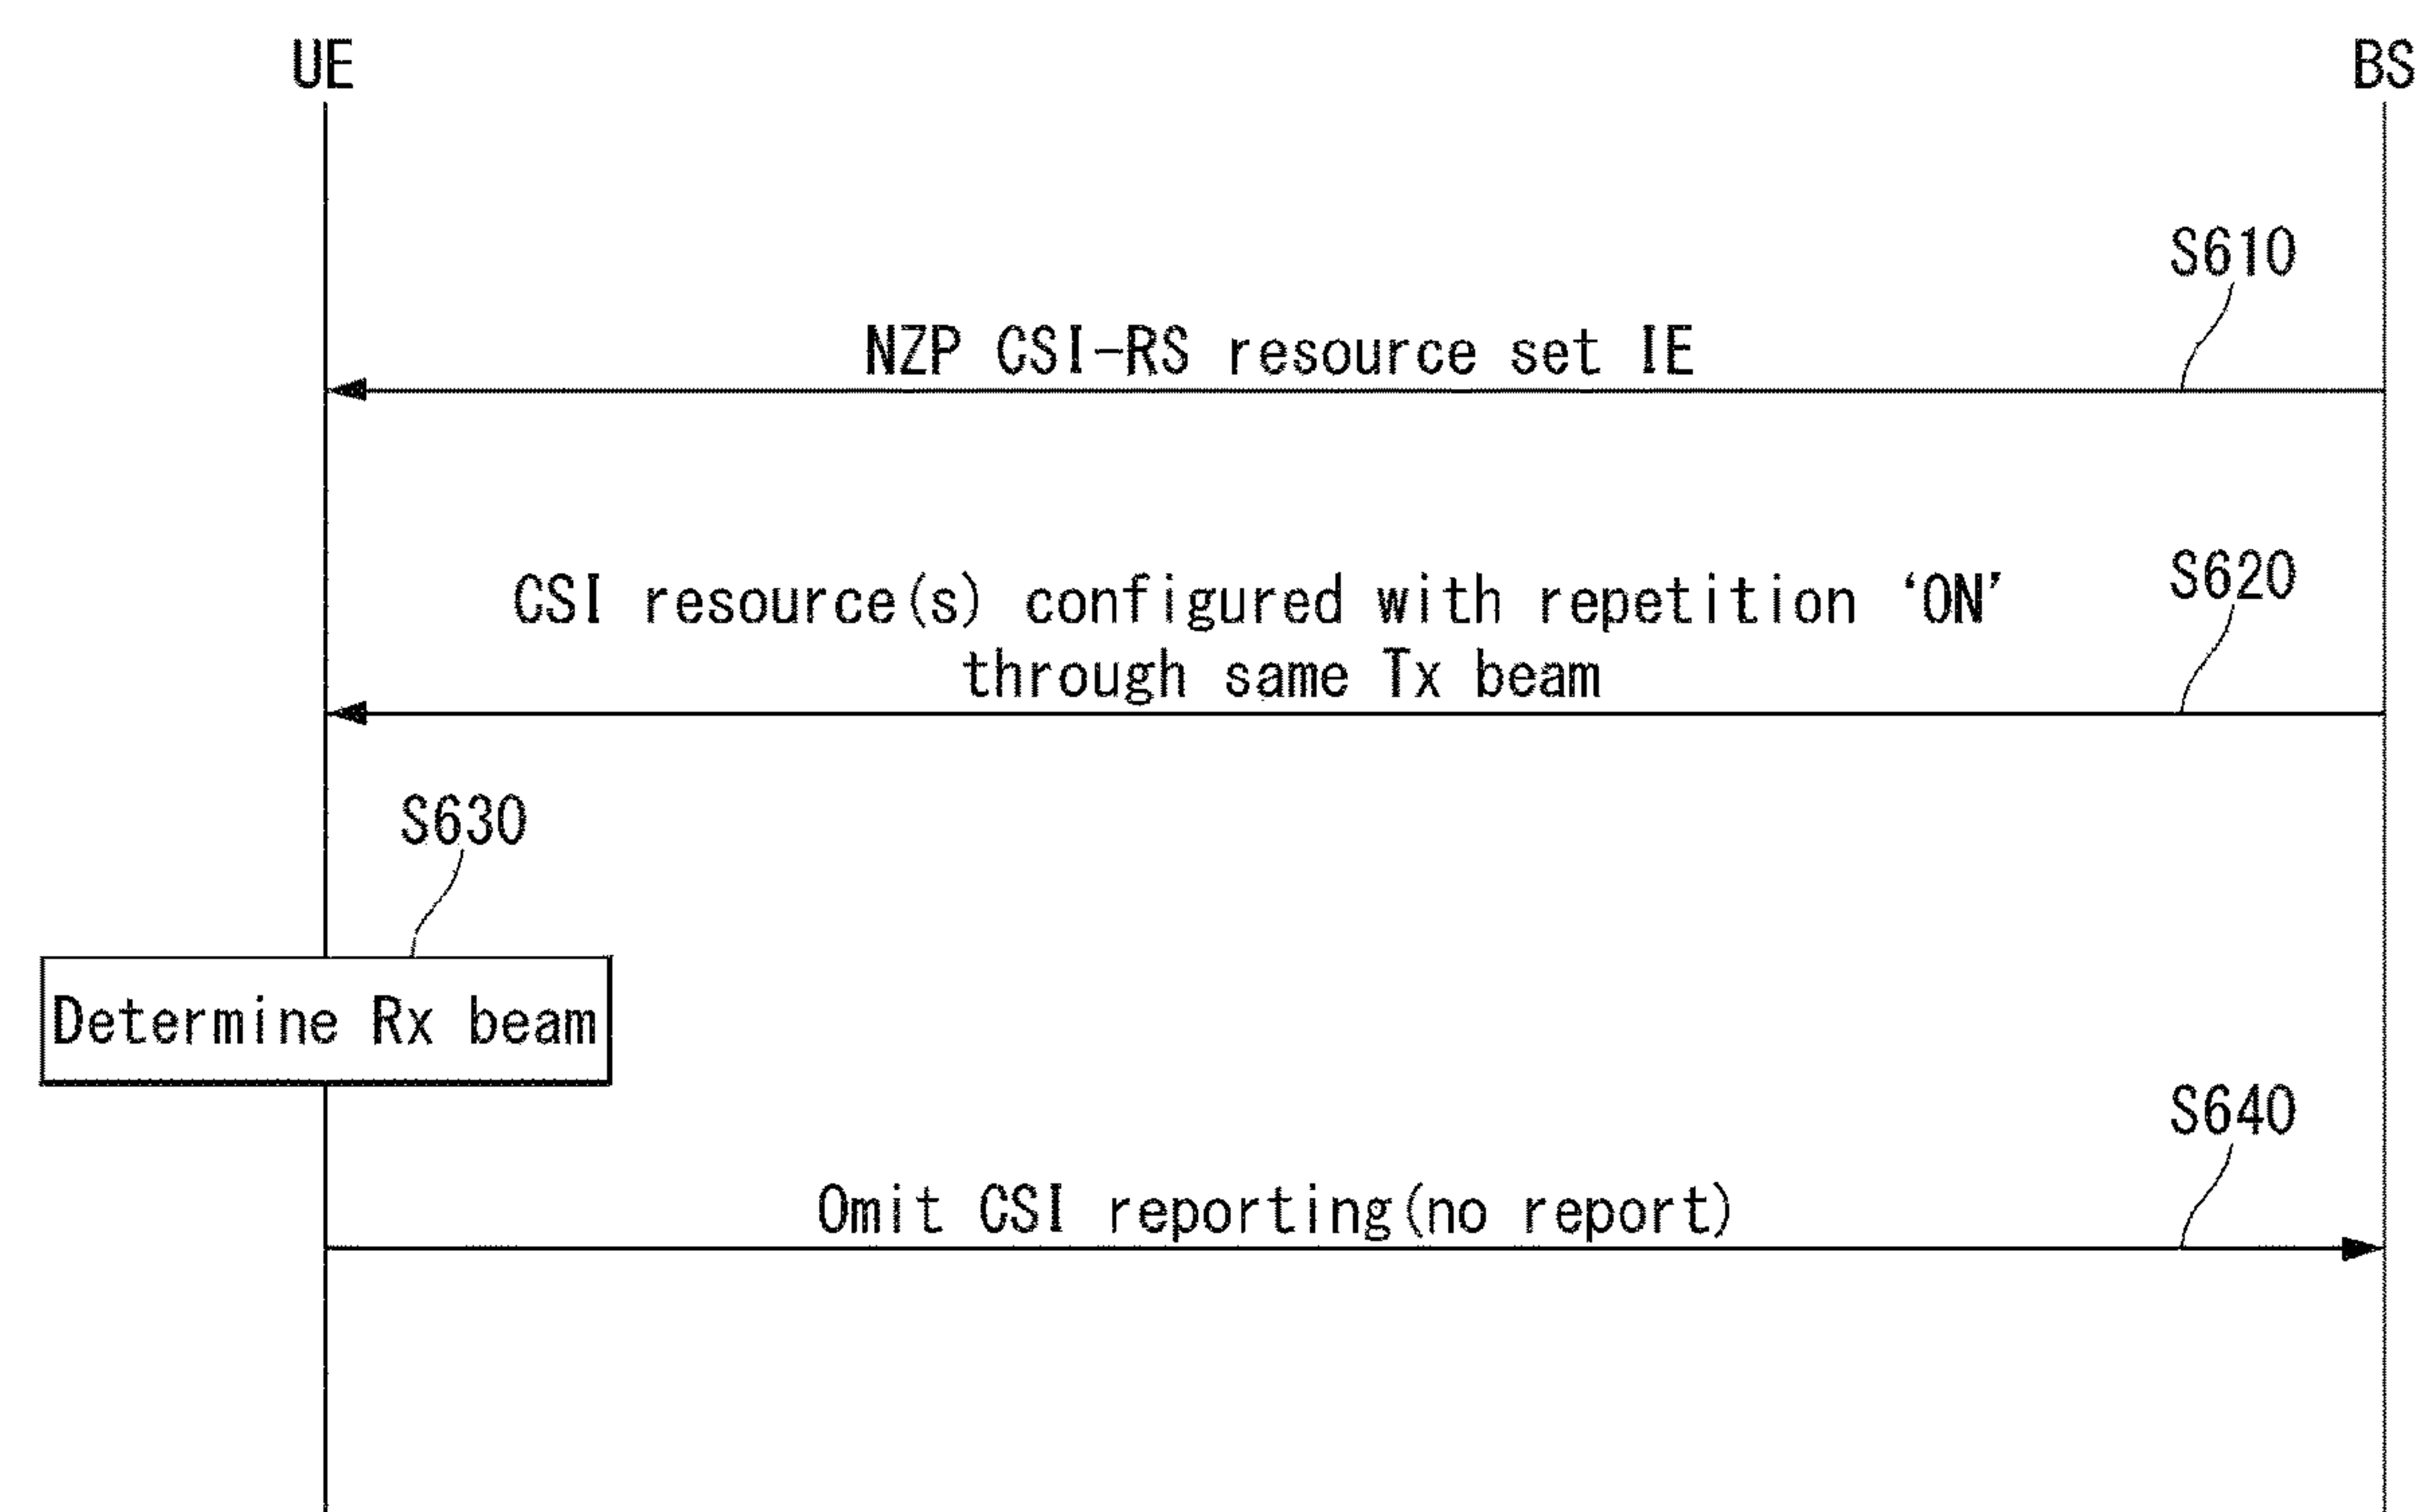 UE
BS
S610
NZP CSI-RS resource set IE
S620
CSI resource(s) configured with repetition ‘ON’
through same Tx beam
S630
Determine Rx beam
S640
Omit CSI reporting(no report)